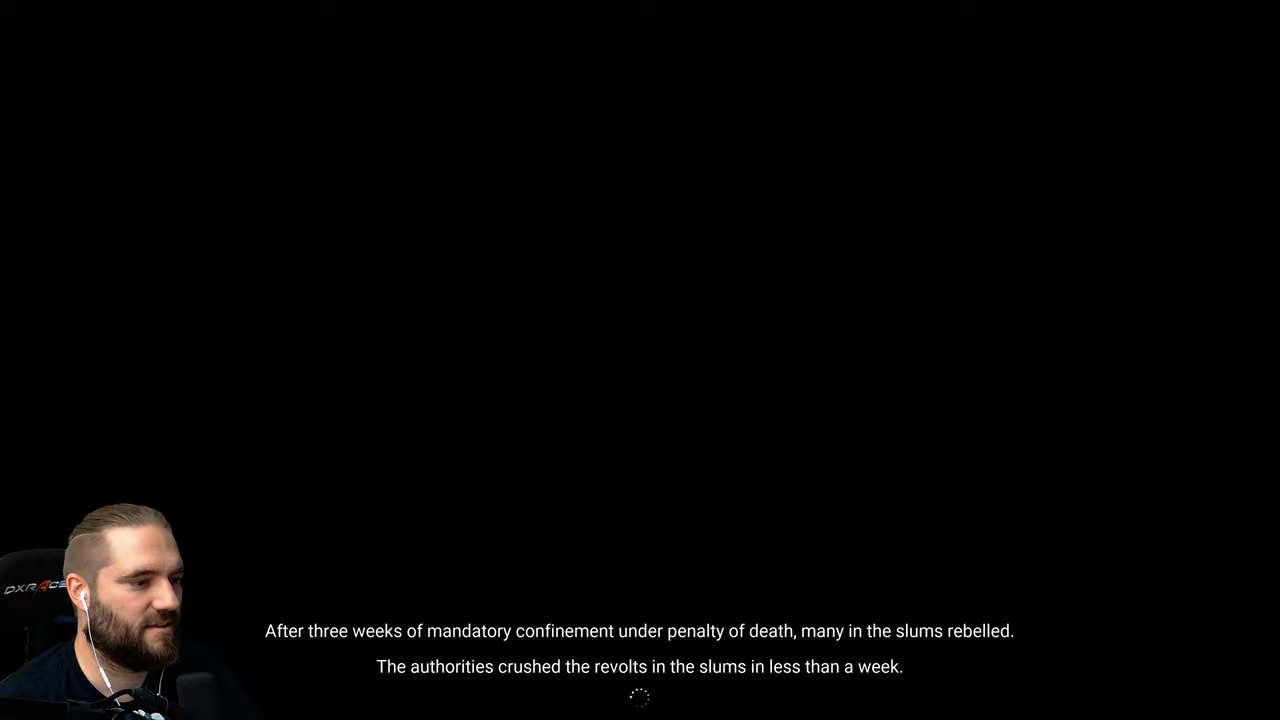 DXRACE
After three weeks of mandatory confinement under penalty of death, many in the slums rebelled.
The authorities crushed the revolts in the slums in less than a week.